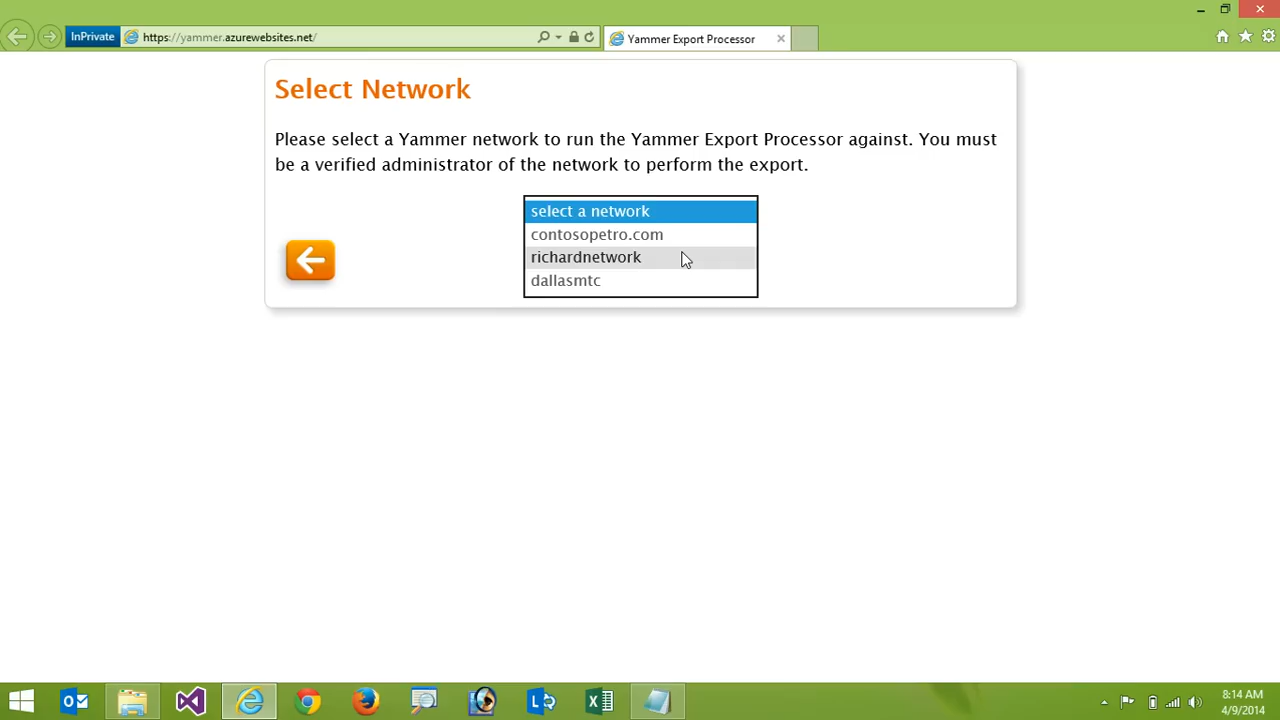 InPrivate
https://yammer.azurewebsites.net/
Yammer Export Processor
Select Network
Please select a Yammer network to run the Yammer Export Processor against. You must
be a verified administrator of the network to perform the export.
select a network
contosopetro.com
richardnetwork
dallasmtc
8:14 AM
4/9/2014